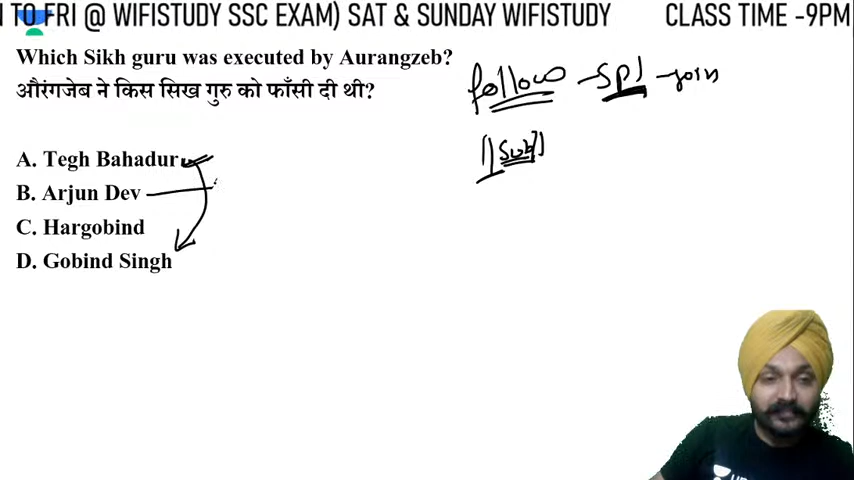 TO FRI @ WIFISTUDY SSC EXAM) SAT & SUNDAY WIFISTUDY CLASS TIME -9PM
Which Sikh guru was executed by Aurangzeb?
औरंगजेब ने किस सिख गुरु को फाँसी दी थी?
follow - spl - join
A. Tegh Bahadur
B. Arjun Dev
C. Hargobind
D. Gobind Singh